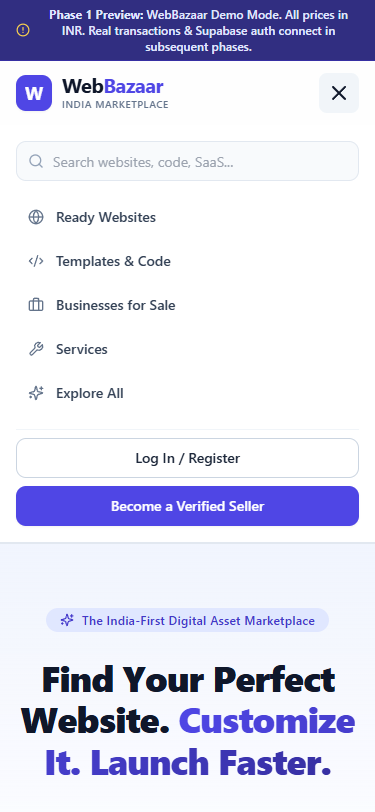 Phase 1 Preview: WebBazaar Demo Mode. All prices in
INR. Real transactions & Supabase auth connect in
subsequent phases.
W
WebBazaar
INDIA MARKETPLACE
Search websites, code, SaaS...
Ready Websites
Templates & Code
Businesses for Sale
Services
Explore All
Log In / Register
Become a Verified Seller
The India-First Digital Asset Marketplace
Find Your Perfect
Website. Customize
It. Launch Faster.